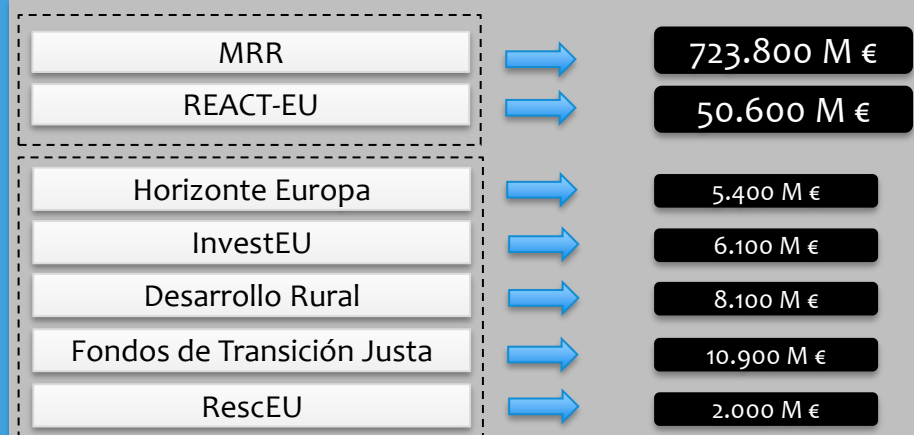 MRR
723.800 M €
REACT-EU
50.600 M €
Horizonte Europa
5.400 M €
InvestEU
6.100 M €
Desarrollo Rural
8.100 M €
Fondos de Transición Justa
10.900 M €
RescEU
2.000 M €